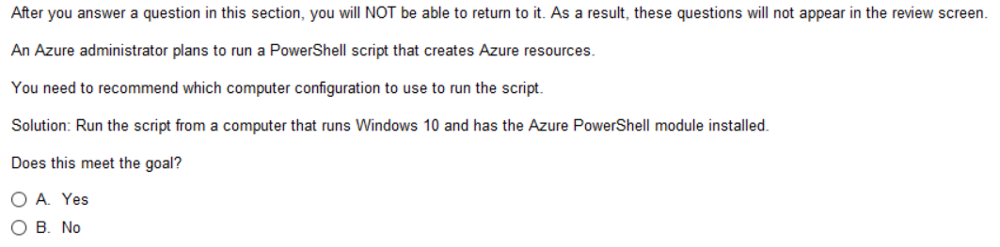 After you answer a question in this section, you will NOT be able to return to it. As a result, these questions will not appear in the review screen.
An Azure administrator plans to run a PowerShell script that creates Azure resources.
You need to recommend which computer configuration to use to run the script.
Solution: Run the script from a computer that runs Windows 10 and has the Azure PowerShell module installed.
Does this meet the goal?
A. Yes
B. No